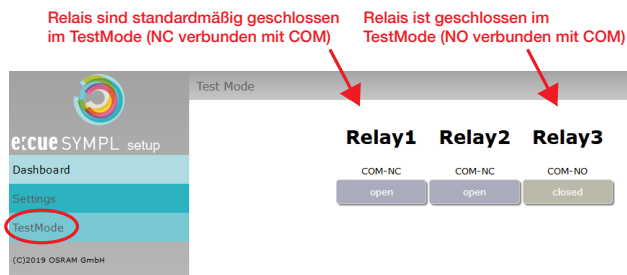 Relais sind standardmäßig geschlossen
im TestMode (NC verbunden mit COM)
Relais ist geschlossen im
TestMode (NO verbunden mit COM)
Test Mode
e:cue SYMPL setup
Dashboard
Settings
TestMode
(C)2019 OSRAM GmbH
Relay1 Relay2 Relay3
COM-NC COM-NC COM-NO
open open closed